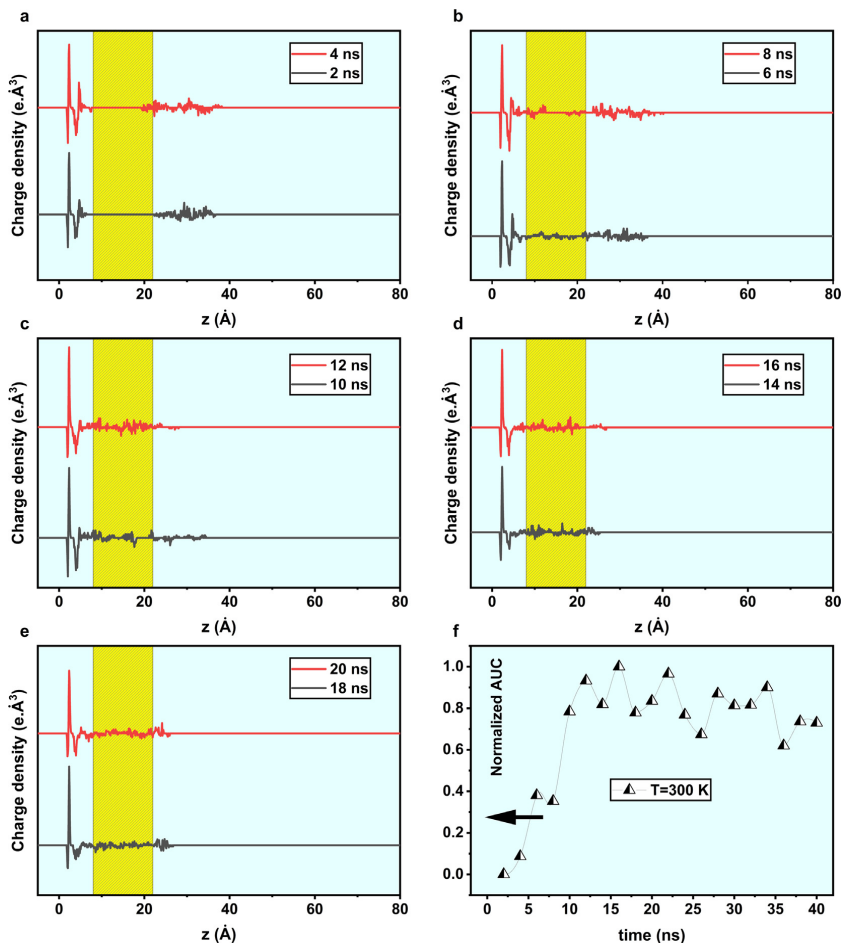 a
Charge density (e.Å³)
4 ns
2 ns
0 20 40 60 80
z (Å)
b
Charge density (e.Å³)
8 ns
6 ns
0 20 40 60 80
z (Å)
c
Charge density (e.Å³)
12 ns
10 ns
0 20 40 60 80
z (Å)
d
Charge density (e.Å³)
16 ns
14 ns
0 20 40 60 80
z (Å)
e
Charge density (e.Å³)
20 ns
18 ns
0 20 40 60 80
z (Å)
f
Normalized AUC
1.0
0.8
0.6
0.4
0.2
0.0
T=300 K
0 5 10 15 20 25 30 35 40
time (ns)